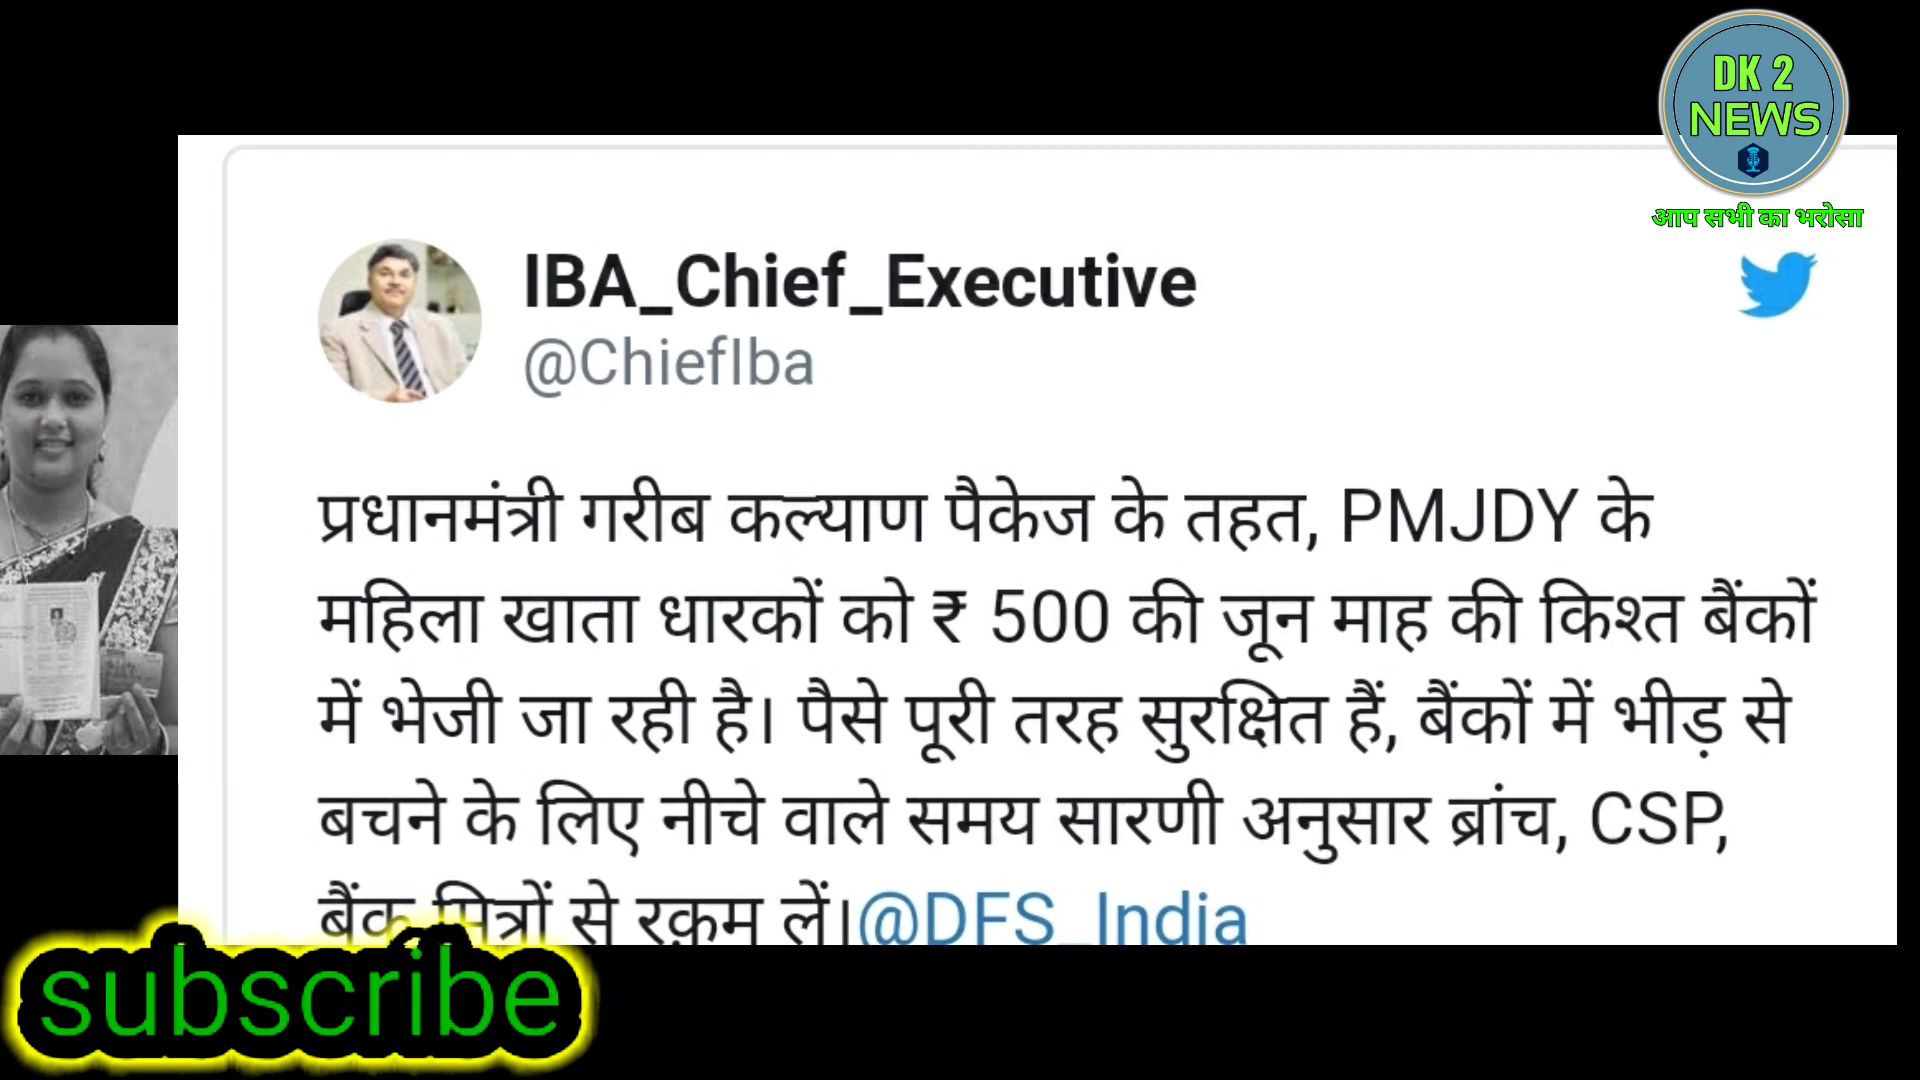 DK 2
NEWS
आप सभी का भरोसा
IBA_Chief_Executive
@ChiefIba
प्रधानमंत्री गरीब कल्याण पैकेज के तहत, PMJDY के
महिला खाता धारकों को ₹ 500 की जून माह की किश्त बैंकों
में भेजी जा रही है। पैसे पूरी तरह सुरक्षित हैं, बैंकों में भीड़ से
बचने के लिए नीचे वाले समय सारणी अनुसार ब्रांच, CSP,
बैंक मित्रों से रक़म लें।@DFS_India
subscribe